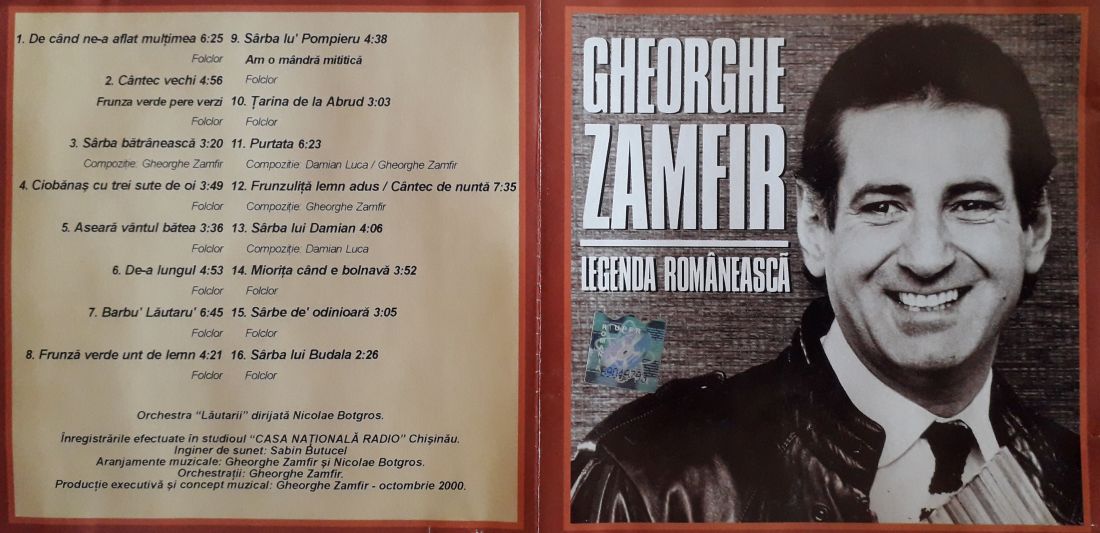 1. De când ne-a aflat mulțimea 6:25
Folclor
2. Cântec vechi 4:56
Frunza verde pere verzi
Folclor
3. Sârba bătrânească 3:20
Compoziție: Gheorghe Zamfir
4. Ciobănaș cu trei sute de oi 3:49
Folclor
5. Aseară vântul bătea 3:36
Folclor
6. De-a lungul 4:53
Folclor
7. Barbu' Lăutaru' 6:45
Folclor
8. Frunză verde unt de lemn 4:21
Folclor
9. Sârba lu' Pompieru 4:38
Am o mândră mititică
Folclor
10. Țarina de la Abrud 3:03
Folclor
11. Purtata 6:23
Compoziție: Damian Luca / Gheorghe Zamfir
12. Frunzuliță lemn adus / Cântec de nuntă 7:35
Compoziție: Gheorghe Zamfir
13. Sârba lui Damian 4:06
Compoziție: Damian Luca
14. Miorița când e bolnavă 3:52
Folclor
15. Sârbe de' odinioară 3:05
Folclor
16. Sârba lui Budala 2:26
Folclor
Orchestra "Lăutarii" dirijată Nicolae Botgros.
Înregistrările efectuate în studioul "CASA NAȚIONALĂ RADIO" Chișinău.
Inginer de sunet: Sabin Butucel
Aranjamente muzicale: Gheorghe Zamfir și Nicolae Botgros.
Orchestrații: Gheorghe Zamfir.
Producție executivă și concept muzical: Gheorghe Zamfir - octombrie 2000.
GHEORGHE
ZAMFIR
LEGENDA ROMÂNEASCĂ